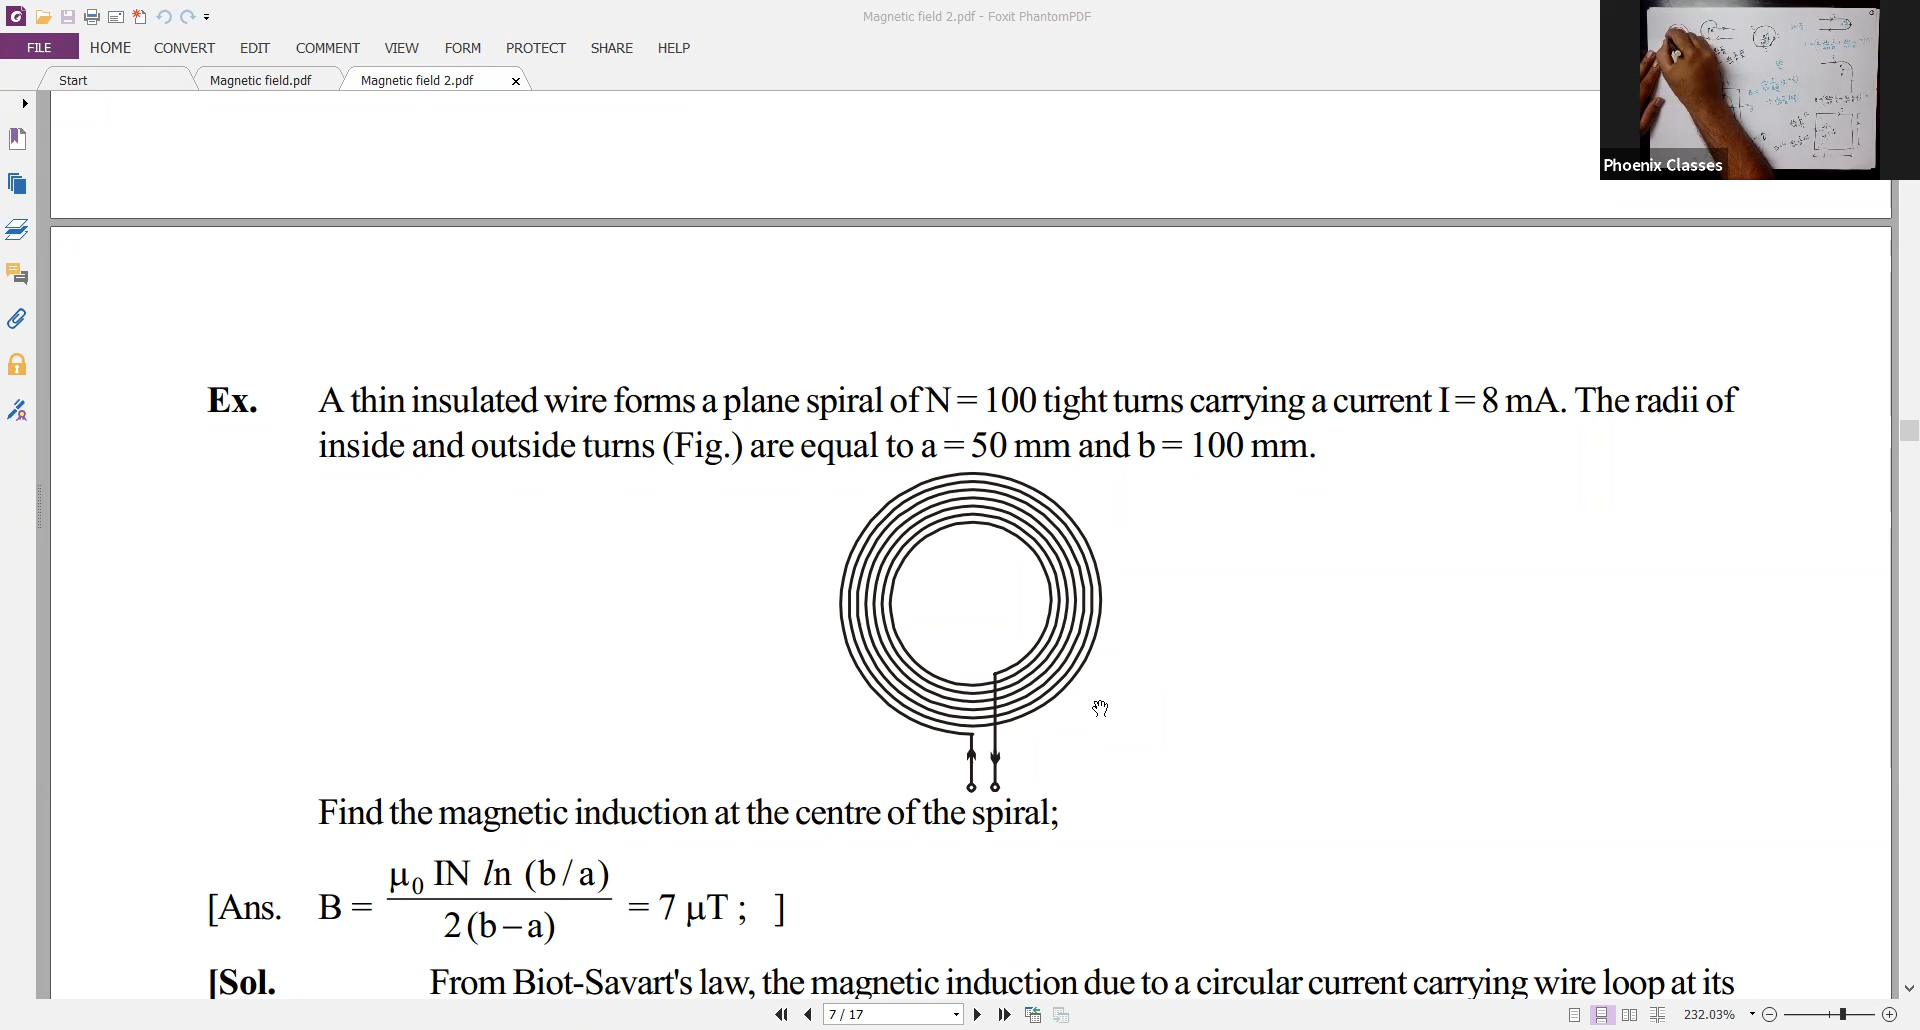 Magnetic field 2.pdf - Foxit PhantomPDF
FILE HOME CONVERT EDIT COMMENT VIEW FORM PROTECT SHARE HELP
Start Magnetic field.pdf Magnetic field 2.pdf
Phoenix Classes
Ex. A thin insulated wire forms a plane spiral of N = 100 tight turns carrying a current I = 8 mA. The radii of
inside and outside turns (Fig.) are equal to a = 50 mm and b = 100 mm.
Find the magnetic induction at the centre of the spiral;
[Ans. B = μ₀ IN ln (b/a) / 2(b−a) = 7 μT ; ]
[Sol. From Biot-Savart's law, the magnetic induction due to a circular current carrying wire loop at its
7 / 17 232.03%